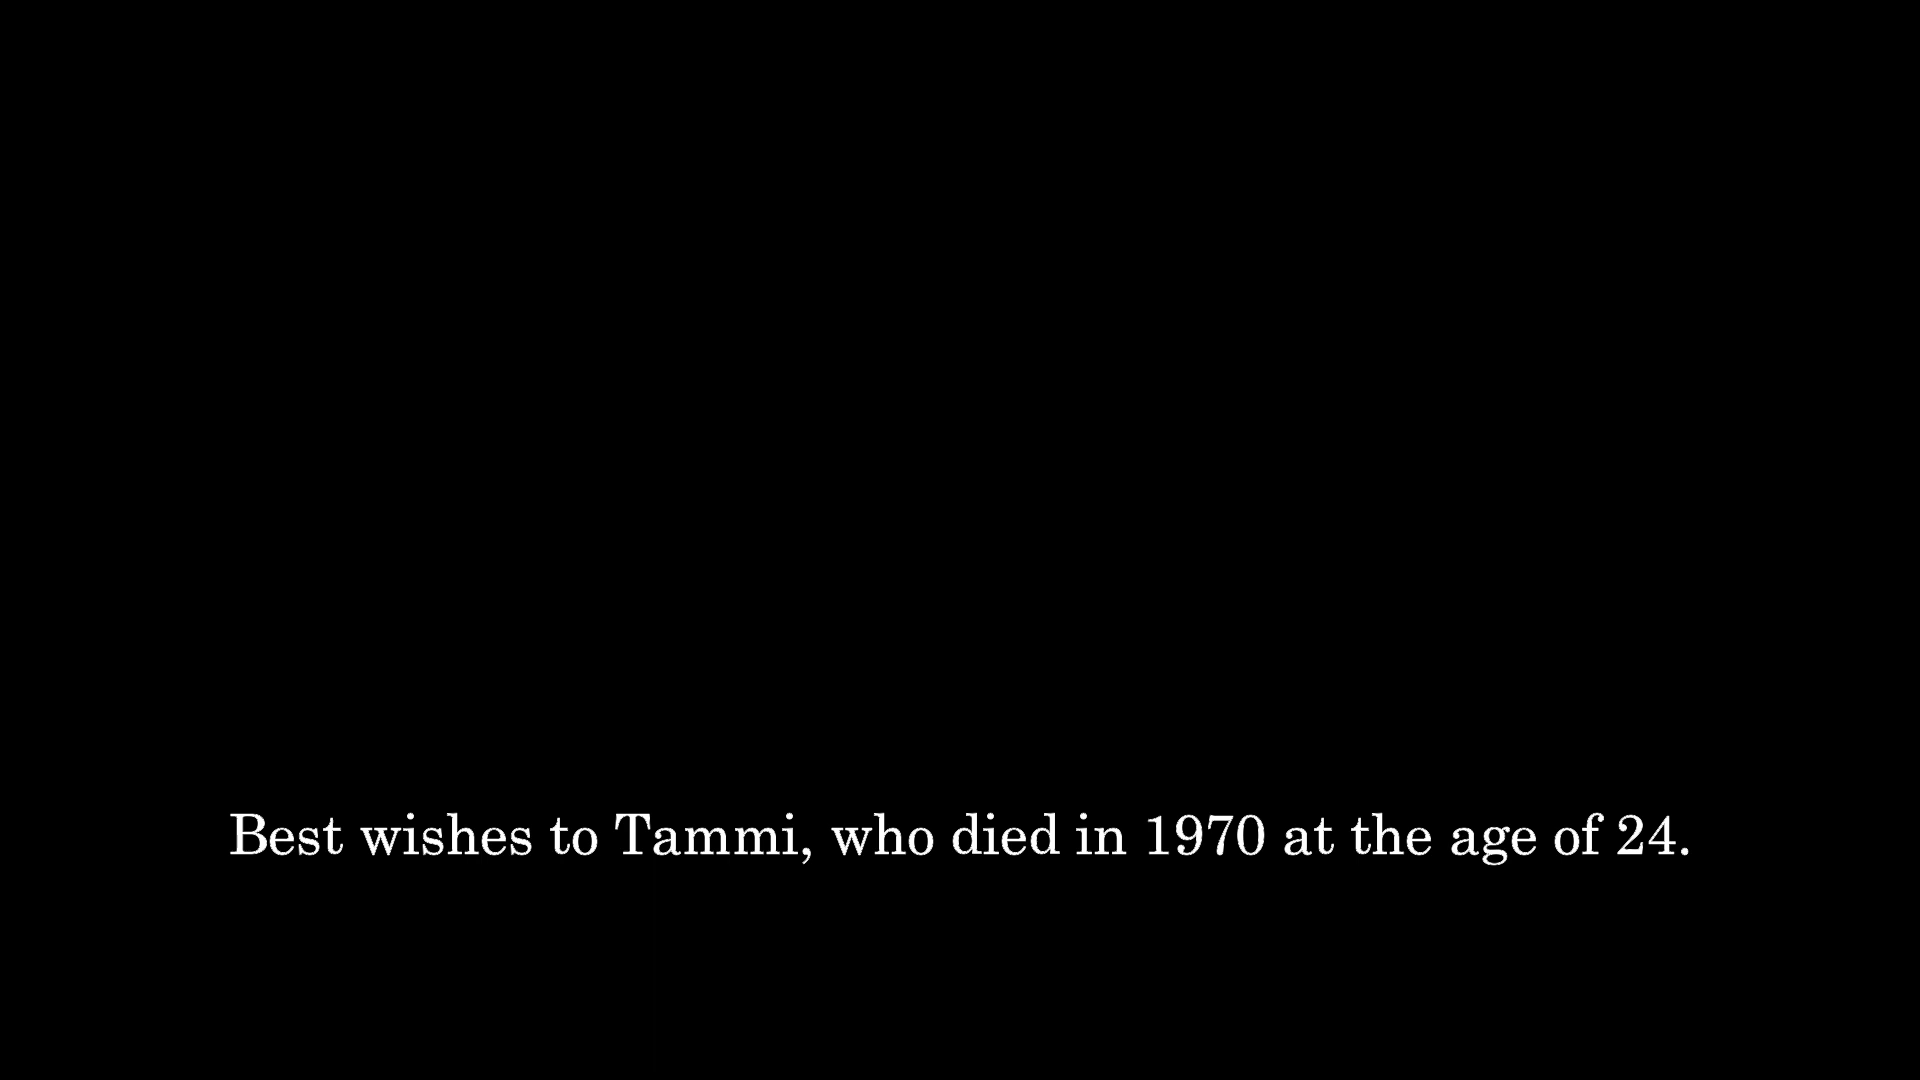 Best wishes to Tammi, who died in 1970 at the age of 24.